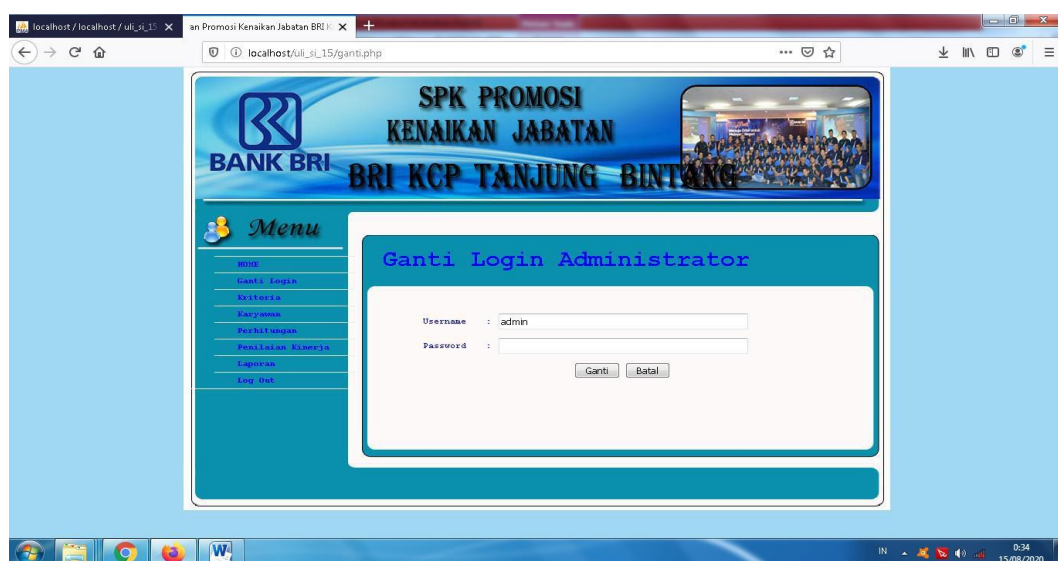 localhost / localhost / uli_si_15
an Promosi Kenaikan Jabatan BRI K
localhost/uli_si_15/ganti.php
SPK PROMOSI
KENAIKAN JABATAN
BRI KCP TANJUNG BINTANG
BANK BRI
Menu
HOME
Ganti Login
Kriteria
Karyawan
Perhitungan
Penilaian Kinerja
Laporan
Log Out
Ganti Login Administrator
Username : admin
Password :
Ganti Batal
IN
0:34
15/08/2020